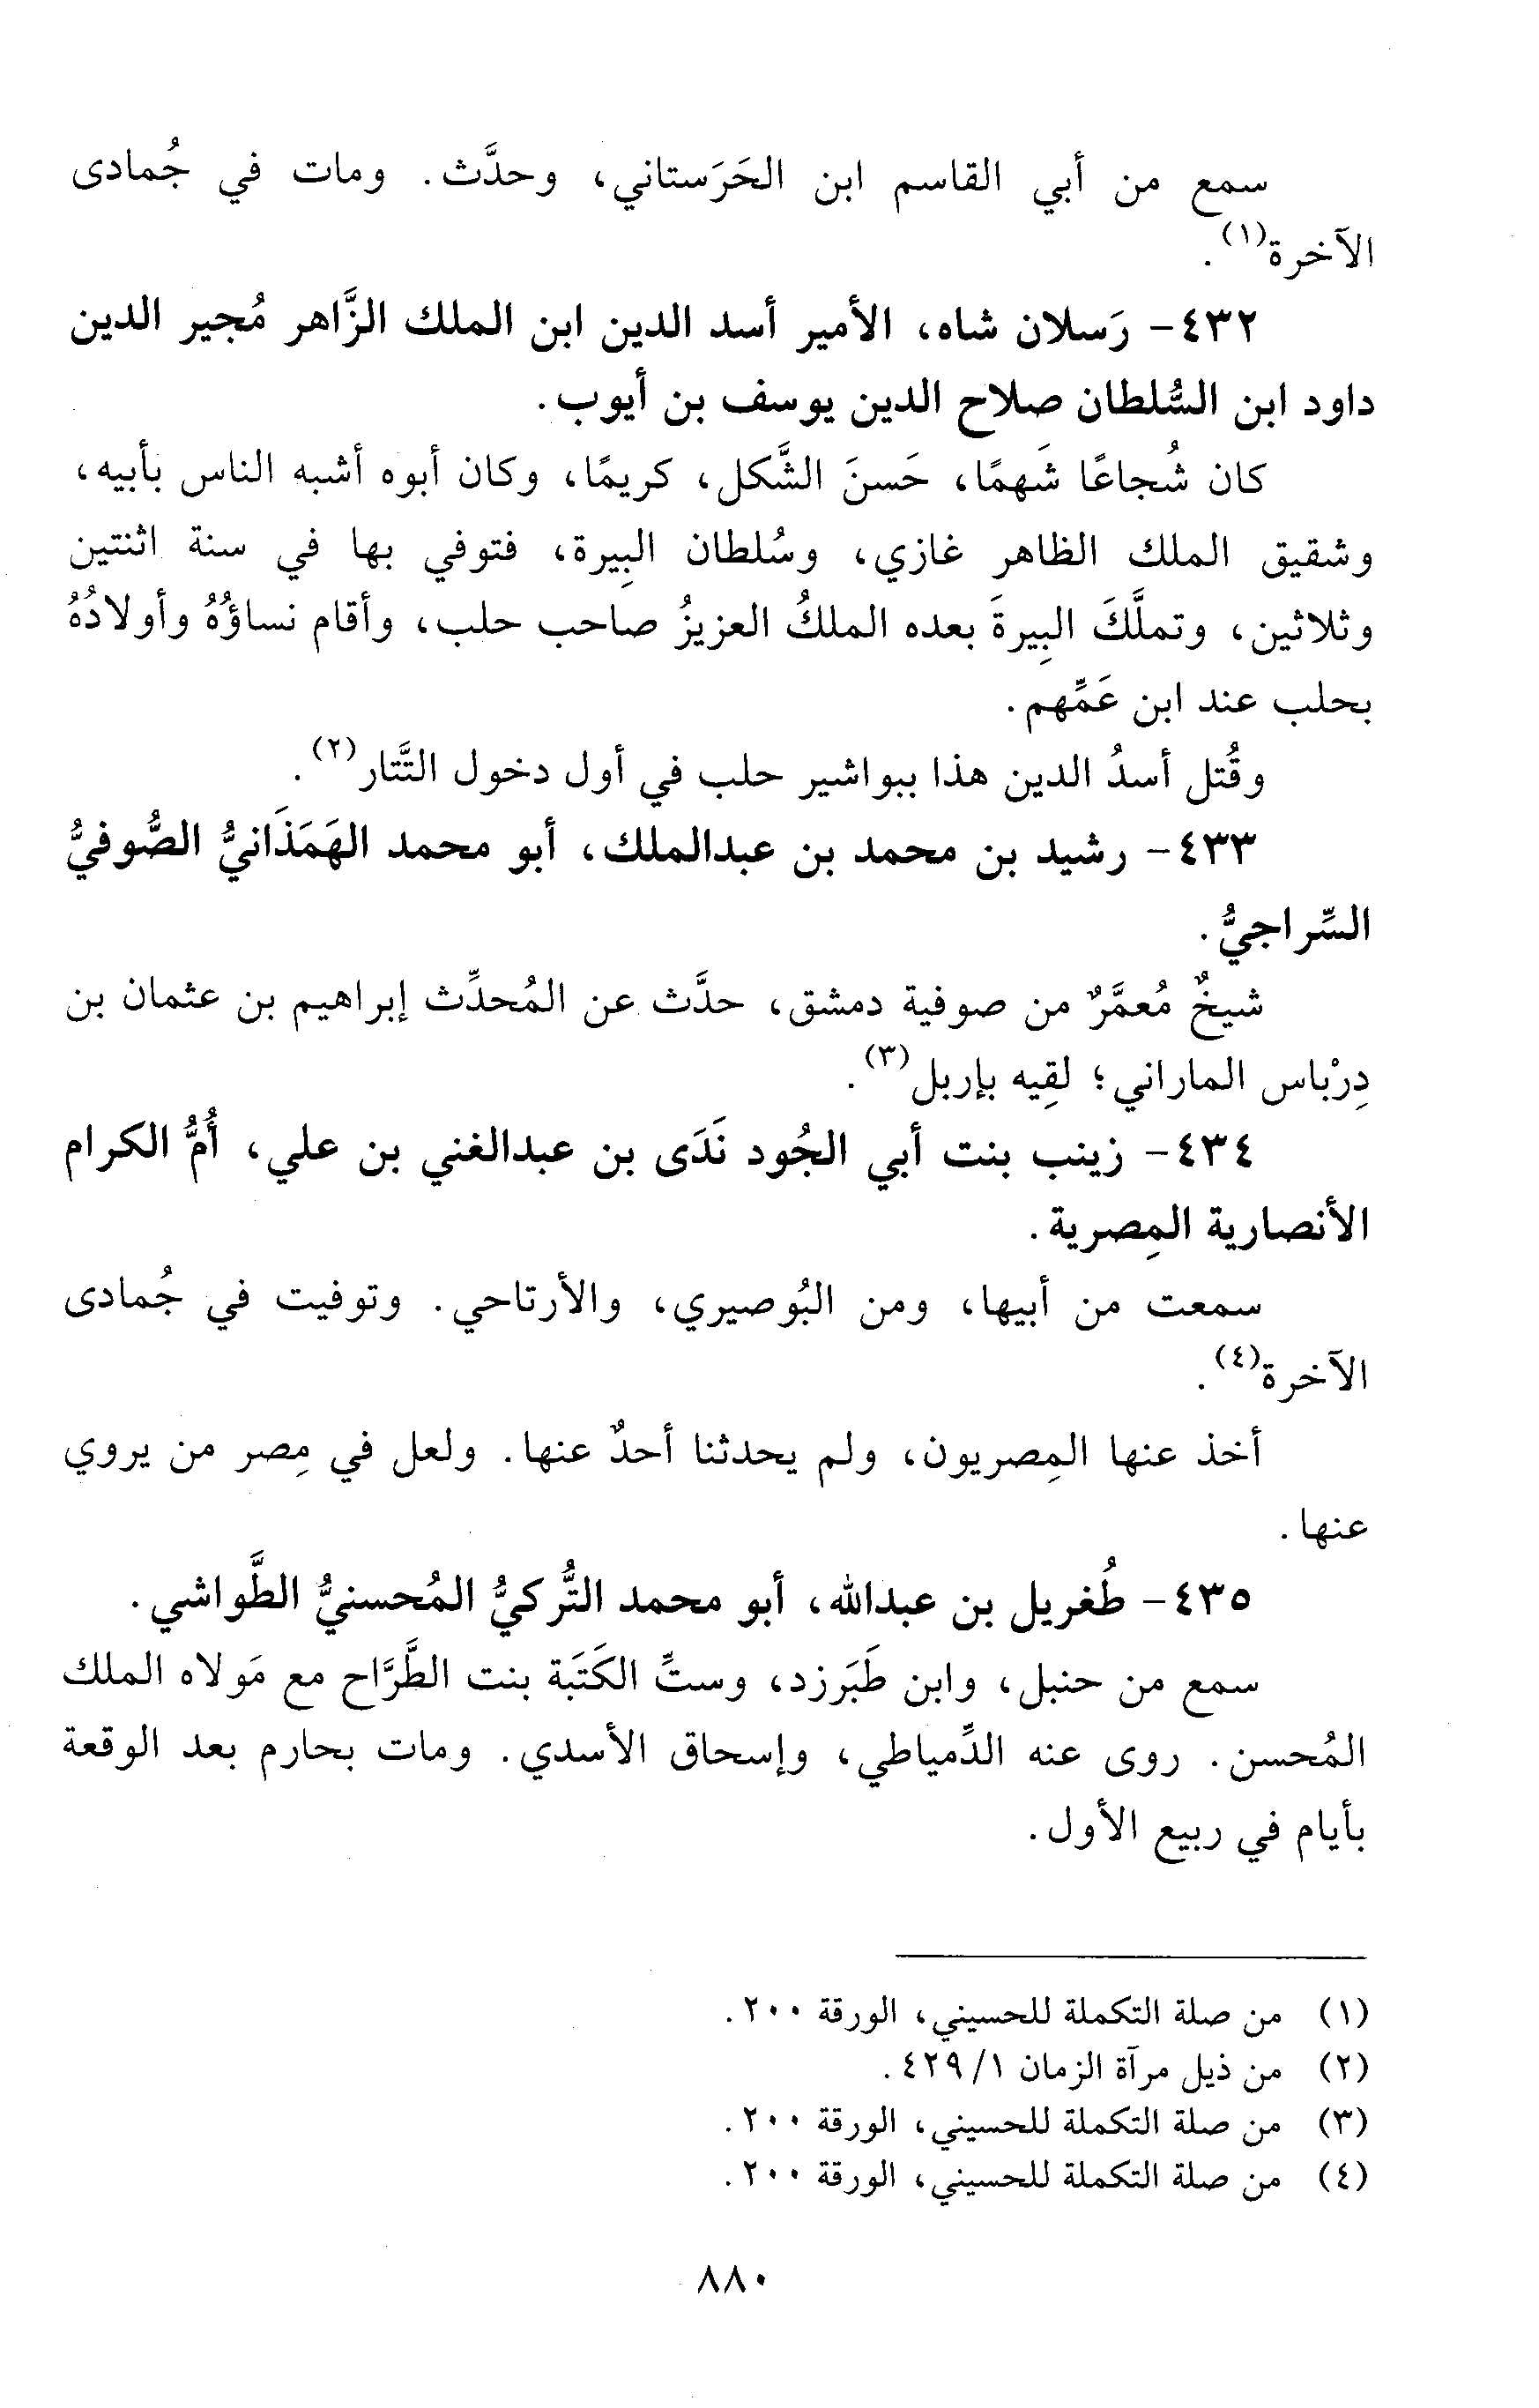 سمع من أبي القاسم ابن الحَرَستاني، وحدَّث. ومات في جُمادى
الآخرة(١).
٤٣٢- رَسلان شاه، الأمير أسد الدين ابن الملك الزَّاهر مُجير الدين
داود ابن السُّلطان صلاح الدين يوسف بن أيوب.
كان شُجاعًا شَهمًا، حَسنَ الشَّكل، كريمًا، وكان أبوه أشبه الناس بأبيه،
وشقيق الملك الظاهر غازي، وسُلطان البِيرة، فتوفي بها في سنة اثنتين
وثلاثين، وتملَّكَ البِيرةَ بعده الملكُ العزيزُ صاحب حلب، وأقام نساؤُهُ وأولادُهُ
بحلب عند ابن عَمِّهم.
وقُتل أسدُ الدين هذا ببواشير حلب في أول دخول التَّتار(٢).
٤٣٣- رشيد بن محمد بن عبدالملك، أبو محمد الهَمَذَانيُّ الصُّوفيُّ
السِّراجيُّ.
شيخٌ مُعمَّرٌ من صوفية دمشق، حدَّث عن المُحدِّث إبراهيم بن عثمان بن
دِرْباس الماراني؛ لقِيه بإربل(٣).
٤٣٤- زينب بنت أبي الجُود نَدَى بن عبدالغني بن علي، أُمُّ الكرام
الأنصارية المِصرية.
سمعت من أبيها، ومن البُوصيري، والأرتاحي. وتوفيت في جُمادى
الآخرة(٤).
أخذ عنها المِصريون، ولم يحدثنا أحدٌ عنها. ولعل في مِصر من يروي
عنها.
٤٣٥- طُغريل بن عبدالله، أبو محمد التُّركيُّ المُحسنيُّ الطَّواشي.
سمع من حنبل، وابن طَبَرزد، وستِّ الكَتَبة بنت الطَّرَّاح مع مَولاه الملك
المُحسن. روى عنه الدِّمياطي، وإسحاق الأسدي. ومات بحارم بعد الوقعة
بأيام في ربيع الأول.
(١) من صلة التكملة للحسيني، الورقة ٢٠٠.
(٢) من ذيل مرآة الزمان ١/ ٤٢٩.
(٣) من صلة التكملة للحسيني، الورقة ٢٠٠.
(٤) من صلة التكملة للحسيني، الورقة ٢٠٠.
٨٨٠